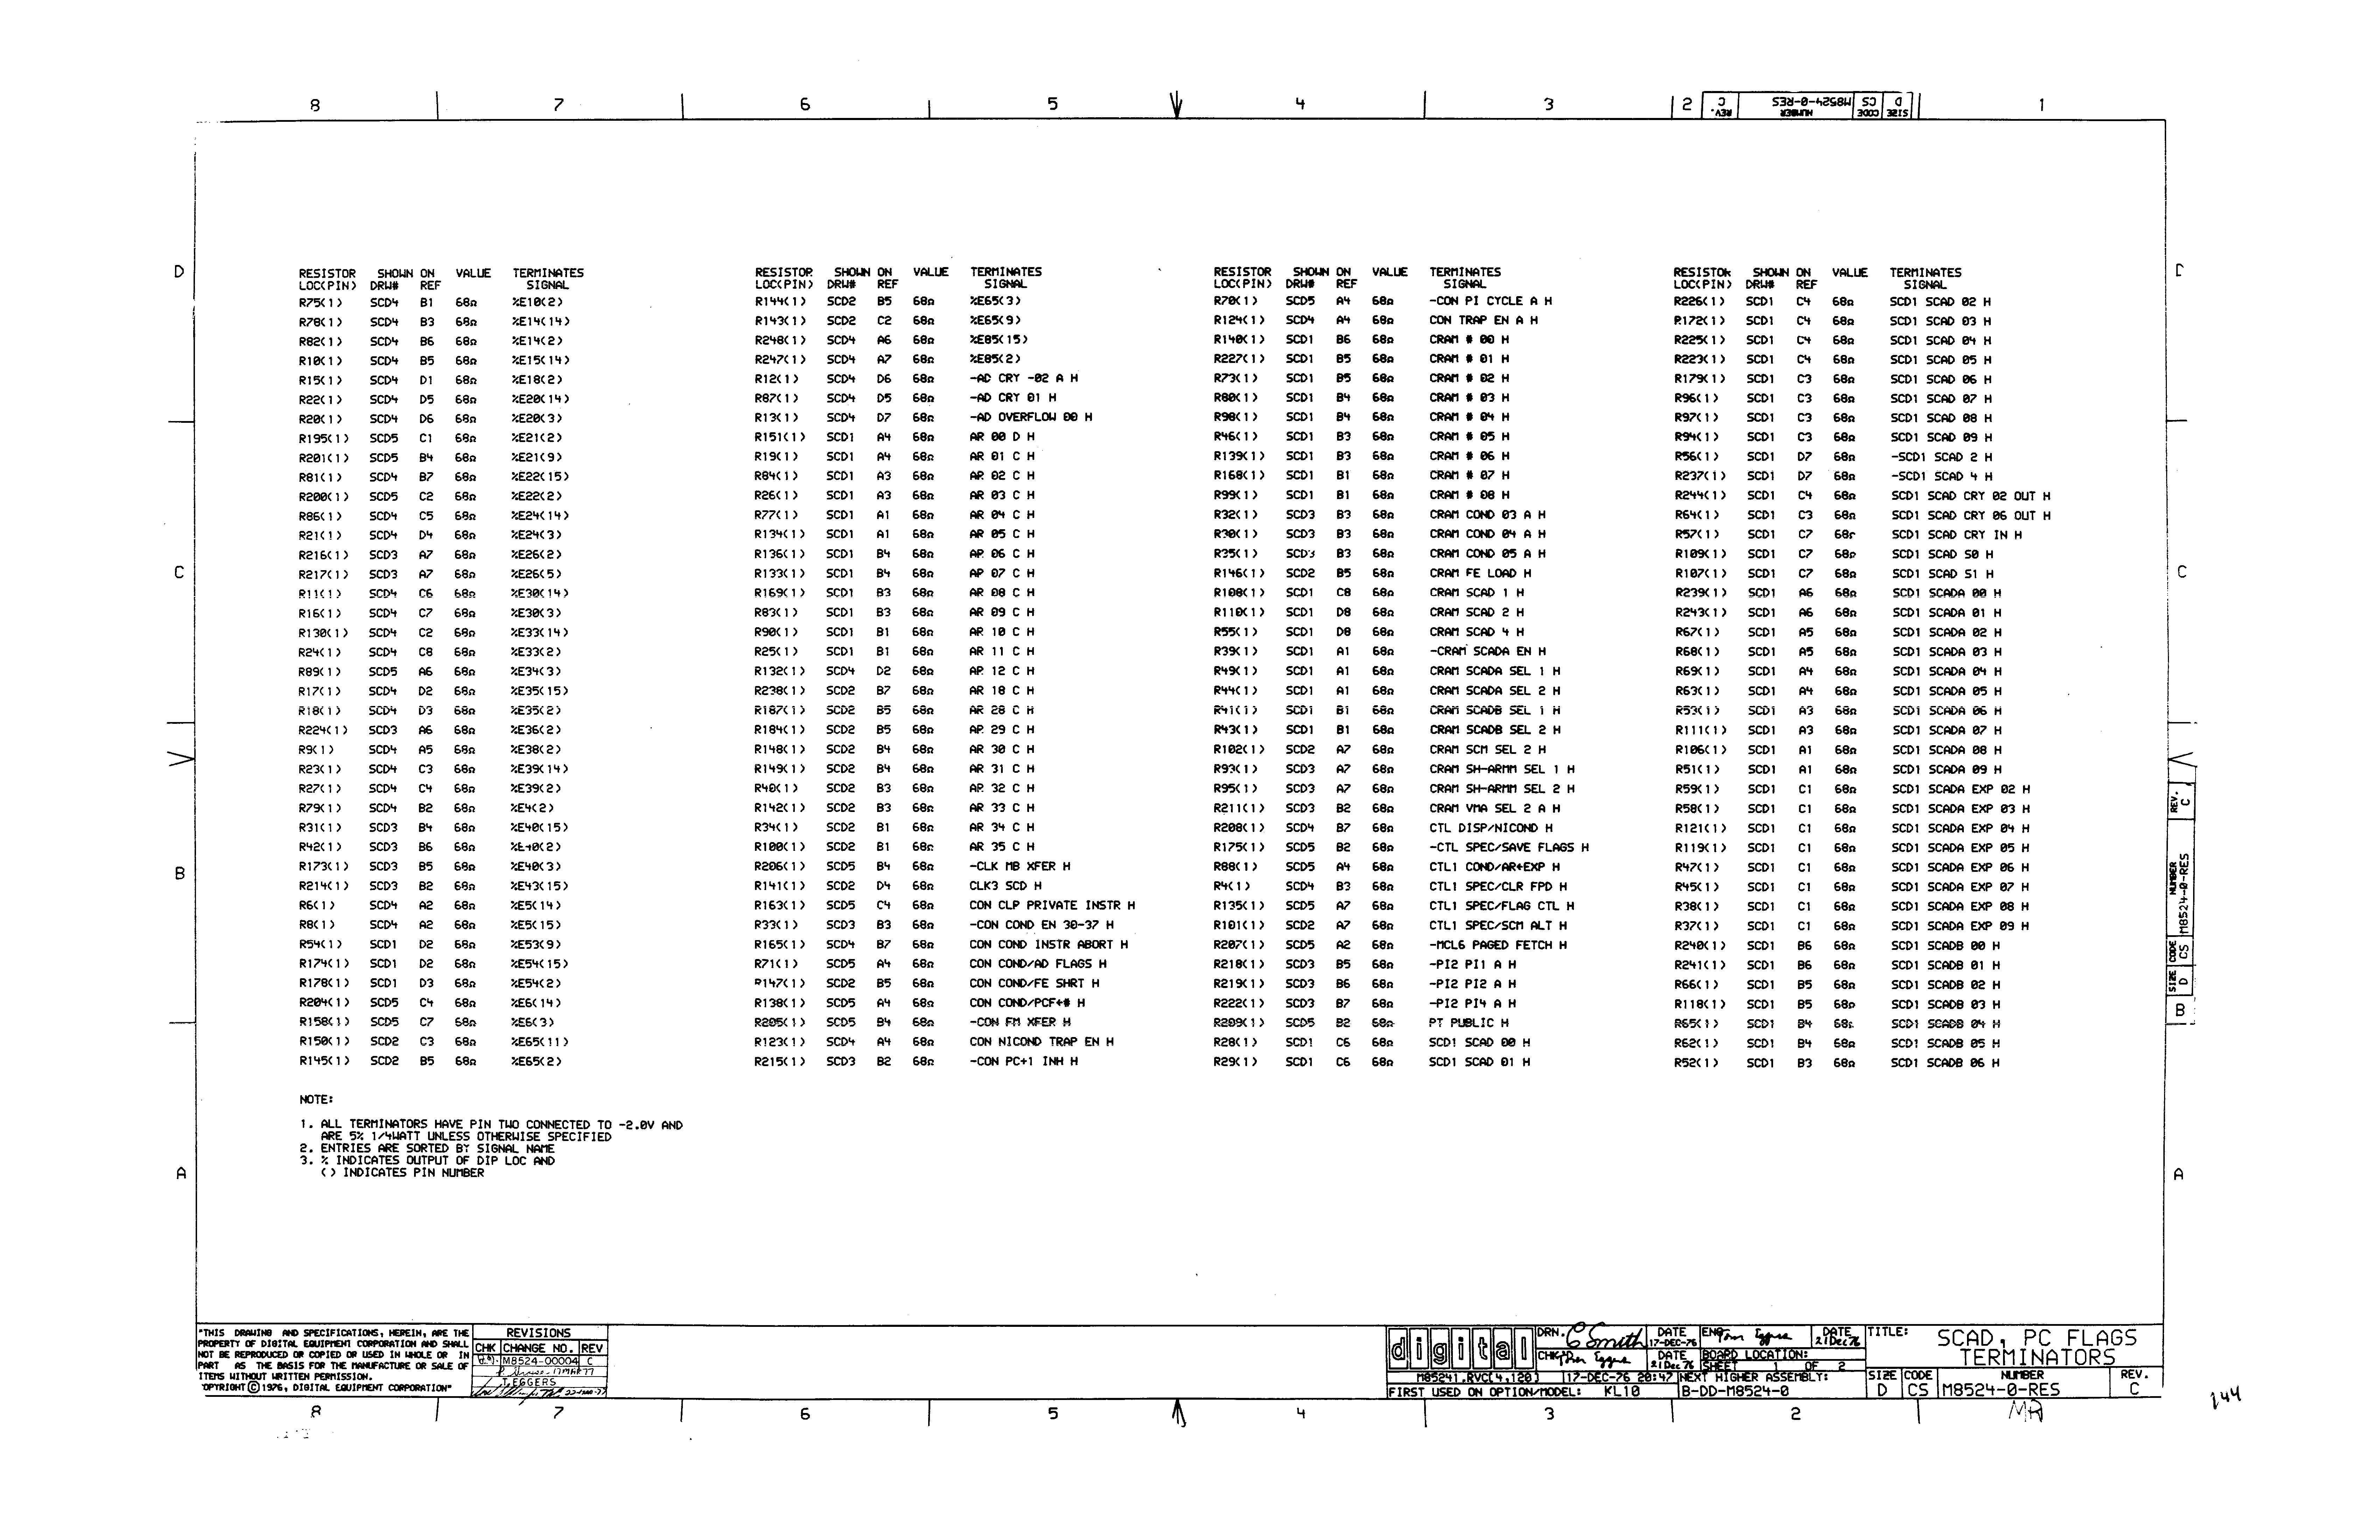 8 7 6 5 4 3 2 1
REV. C NUMBER M8524-0-RES CODE CS SIZE D
D
C
B
A
RESISTOR SHOWN ON VALUE TERMINATES
LOC(PIN) DRW# REF SIGNAL
R75(1) SCD4 B1 68Ω %E10(2)
R78(1) SCD4 B3 68Ω %E14(14)
R82(1) SCD4 B6 68Ω %E14(2)
R10(1) SCD4 B5 68Ω %E15(14)
R15(1) SCD4 D1 68Ω %E18(2)
R22(1) SCD4 D5 68Ω %E20(14)
R20(1) SCD4 D6 68Ω %E20(3)
R195(1) SCD5 C1 68Ω %E21(2)
R201(1) SCD5 B4 68Ω %E21(9)
R81(1) SCD4 B7 68Ω %E22(15)
R200(1) SCD5 C2 68Ω %E22(2)
R86(1) SCD4 C5 68Ω %E24(14)
R21(1) SCD4 D4 68Ω %E24(3)
R216(1) SCD3 A7 68Ω %E26(2)
R217(1) SCD3 A7 68Ω %E26(5)
R11(1) SCD4 C6 68Ω %E30(14)
R16(1) SCD4 C7 68Ω %E30(3)
R130(1) SCD4 C2 68Ω %E33(14)
R24(1) SCD4 C8 68Ω %E33(2)
R89(1) SCD5 A6 68Ω %E34(3)
R17(1) SCD4 D2 68Ω %E35(15)
R18(1) SCD4 D3 68Ω %E35(2)
R224(1) SCD3 A6 68Ω %E36(2)
R9(1) SCD4 A5 68Ω %E38(2)
R23(1) SCD4 C3 68Ω %E39(14)
R27(1) SCD4 C4 68Ω %E39(2)
R79(1) SCD4 B2 68Ω %E4(2)
R31(1) SCD3 B4 68Ω %E40(15)
R42(1) SCD3 B6 68Ω %E40(2)
R173(1) SCD3 B5 68Ω %E40(3)
R214(1) SCD3 B2 68Ω %E43(15)
R6(1) SCD4 A2 68Ω %E5(14)
R8(1) SCD4 A2 68Ω %E5(15)
R54(1) SCD1 D2 68Ω %E53(9)
R174(1) SCD1 D2 68Ω %E54(15)
R178(1) SCD1 D3 68Ω %E54(2)
R204(1) SCD5 C4 68Ω %E6(14)
R158(1) SCD5 C7 68Ω %E6(3)
R150(1) SCD2 C3 68Ω %E65(11)
R145(1) SCD2 B5 68Ω %E65(2)
RESISTOR SHOWN ON VALUE TERMINATES
LOC(PIN) DRW# REF SIGNAL
R144(1) SCD2 B5 68Ω %E65(3)
R143(1) SCD2 C2 68Ω %E65(9)
R248(1) SCD4 A6 68Ω %E85(15)
R247(1) SCD4 A7 68Ω %E85(2)
R12(1) SCD4 D6 68Ω -AD CRY -02 A H
R87(1) SCD4 D5 68Ω -AD CRY 01 H
R13(1) SCD4 D7 68Ω -AD OVERFLOW 00 H
R151(1) SCD1 A4 68Ω AR 00 D H
R19(1) SCD1 A4 68Ω AR 01 C H
R84(1) SCD1 A3 68Ω AR 02 C H
R26(1) SCD1 A3 68Ω AR 03 C H
R77(1) SCD1 A1 68Ω AR 04 C H
R134(1) SCD1 A1 68Ω AR 05 C H
R136(1) SCD1 B4 68Ω AR 06 C H
R133(1) SCD1 B4 68Ω AR 07 C H
R169(1) SCD1 B3 68Ω AR 08 C H
R83(1) SCD1 B3 68Ω AR 09 C H
R90(1) SCD1 B1 68Ω AR 10 C H
R25(1) SCD1 B1 68Ω AR 11 C H
R132(1) SCD4 D2 68Ω AR 12 C H
R238(1) SCD2 B7 68Ω AR 18 C H
R187(1) SCD2 B5 68Ω AR 28 C H
R184(1) SCD2 B5 68Ω AR 29 C H
R148(1) SCD2 B4 68Ω AR 30 C H
R149(1) SCD2 B4 68Ω AR 31 C H
R40(1) SCD2 B3 68Ω AR 32 C H
R142(1) SCD2 B3 68Ω AR 33 C H
R34(1) SCD2 B1 68Ω AR 34 C H
R100(1) SCD2 B1 68Ω AR 35 C H
R206(1) SCD5 B4 68Ω -CLK MB XFER H
R141(1) SCD2 D4 68Ω CLK3 SCD H
R163(1) SCD5 C4 68Ω CON CLR PRIVATE INSTR H
R33(1) SCD3 B3 68Ω -CON COND EN 30-37 H
R165(1) SCD4 B7 68Ω CON COND INSTR ABORT H
R71(1) SCD5 A4 68Ω CON COND/AD FLAGS H
R147(1) SCD2 B5 68Ω CON COND/FE SHRT H
R138(1) SCD5 A4 68Ω CON COND/PCF+# H
R205(1) SCD5 B4 68Ω -CON FM XFER H
R123(1) SCD4 A4 68Ω CON NICOND TRAP EN H
R215(1) SCD3 B2 68Ω -CON PC+1 INH H
RESISTOR SHOWN ON VALUE TERMINATES
LOC(PIN) DRW# REF SIGNAL
R70(1) SCD5 A4 68Ω -CON PI CYCLE A H
R124(1) SCD4 A4 68Ω CON TRAP EN A H
R140(1) SCD1 B6 68Ω CRAM # 00 H
R227(1) SCD1 B5 68Ω CRAM # 01 H
R73(1) SCD1 B5 68Ω CRAM # 02 H
R80(1) SCD1 B4 68Ω CRAM # 03 H
R98(1) SCD1 B4 68Ω CRAM # 04 H
R46(1) SCD1 B3 68Ω CRAM # 05 H
R139(1) SCD1 B3 68Ω CRAM # 06 H
R168(1) SCD1 B1 68Ω CRAM # 07 H
R99(1) SCD1 B1 68Ω CRAM # 08 H
R32(1) SCD3 B3 68Ω CRAM COND 03 A H
R30(1) SCD3 B3 68Ω CRAM COND 04 A H
R35(1) SCD3 B3 68Ω CRAM COND 05 A H
R146(1) SCD2 B5 68Ω CRAM FE LOAD H
R108(1) SCD1 C8 68Ω CRAM SCAD 1 H
R110(1) SCD1 D8 68Ω CRAM SCAD 2 H
R55(1) SCD1 D8 68Ω CRAM SCAD 4 H
R39(1) SCD1 A1 68Ω -CRAM SCADA EN H
R49(1) SCD1 A1 68Ω CRAM SCADA SEL 1 H
R44(1) SCD1 A1 68Ω CRAM SCADA SEL 2 H
R41(1) SCD1 B1 68Ω CRAM SCADB SEL 1 H
R43(1) SCD1 B1 68Ω CRAM SCADB SEL 2 H
R102(1) SCD2 A7 68Ω CRAM SCM SEL 2 H
R93(1) SCD3 A7 68Ω CRAM SH-ARMM SEL 1 H
R95(1) SCD3 A7 68Ω CRAM SH-ARMM SEL 2 H
R211(1) SCD3 B2 68Ω CRAM VMA SEL 2 A H
R208(1) SCD4 B7 68Ω CTL DISP/NICOND H
R175(1) SCD5 B2 68Ω -CTL SPEC/SAVE FLAGS H
R88(1) SCD5 A4 68Ω CTL1 COND/AR+EXP H
R4(1) SCD4 B3 68Ω CTL1 SPEC/CLR FPD H
R135(1) SCD5 A7 68Ω CTL1 SPEC/FLAG CTL H
R101(1) SCD2 A7 68Ω CTL1 SPEC/SCM ALT H
R207(1) SCD5 A2 68Ω -MCL6 PAGED FETCH H
R218(1) SCD3 B5 68Ω -PI2 PI1 A H
R219(1) SCD3 B6 68Ω -PI2 PI2 A H
R222(1) SCD3 B7 68Ω -PI2 PI4 A H
R209(1) SCD5 B2 68Ω PT PUBLIC H
R28(1) SCD1 C6 68Ω SCD1 SCAD 00 H
R29(1) SCD1 C6 68Ω SCD1 SCAD 01 H
RESISTOR SHOWN ON VALUE TERMINATES
LOC(PIN) DRW# REF SIGNAL
R226(1) SCD1 C4 68Ω SCD1 SCAD 02 H
R172(1) SCD1 C4 68Ω SCD1 SCAD 03 H
R225(1) SCD1 C4 68Ω SCD1 SCAD 04 H
R223(1) SCD1 C4 68Ω SCD1 SCAD 05 H
R179(1) SCD1 C3 68Ω SCD1 SCAD 06 H
R96(1) SCD1 C3 68Ω SCD1 SCAD 07 H
R97(1) SCD1 C3 68Ω SCD1 SCAD 08 H
R94(1) SCD1 C3 68Ω SCD1 SCAD 09 H
R56(1) SCD1 D7 68Ω -SCD1 SCAD 2 H
R237(1) SCD1 D7 68Ω -SCD1 SCAD 4 H
R244(1) SCD1 C4 68Ω SCD1 SCAD CRY 02 OUT H
R64(1) SCD1 C3 68Ω SCD1 SCAD CRY 06 OUT H
R57(1) SCD1 C7 68Ω SCD1 SCAD CRY IN H
R109(1) SCD1 C7 68Ω SCD1 SCAD S0 H
R107(1) SCD1 C7 68Ω SCD1 SCAD S1 H
R239(1) SCD1 A6 68Ω SCD1 SCADA 00 H
R243(1) SCD1 A6 68Ω SCD1 SCADA 01 H
R67(1) SCD1 A5 68Ω SCD1 SCADA 02 H
R68(1) SCD1 A5 68Ω SCD1 SCADA 03 H
R69(1) SCD1 A4 68Ω SCD1 SCADA 04 H
R63(1) SCD1 A4 68Ω SCD1 SCADA 05 H
R53(1) SCD1 A3 68Ω SCD1 SCADA 06 H
R111(1) SCD1 A3 68Ω SCD1 SCADA 07 H
R106(1) SCD1 A1 68Ω SCD1 SCADA 08 H
R51(1) SCD1 A1 68Ω SCD1 SCADA 09 H
R59(1) SCD1 C1 68Ω SCD1 SCADA EXP 02 H
R58(1) SCD1 C1 68Ω SCD1 SCADA EXP 03 H
R121(1) SCD1 C1 68Ω SCD1 SCADA EXP 04 H
R119(1) SCD1 C1 68Ω SCD1 SCADA EXP 05 H
R47(1) SCD1 C1 68Ω SCD1 SCADA EXP 06 H
R45(1) SCD1 C1 68Ω SCD1 SCADA EXP 07 H
R38(1) SCD1 C1 68Ω SCD1 SCADA EXP 08 H
R37(1) SCD1 C1 68Ω SCD1 SCADA EXP 09 H
R240(1) SCD1 B6 68Ω SCD1 SCADB 00 H
R241(1) SCD1 B6 68Ω SCD1 SCADB 01 H
R66(1) SCD1 B5 68Ω SCD1 SCADB 02 H
R118(1) SCD1 B5 68Ω SCD1 SCADB 03 H
R65(1) SCD1 B4 68Ω SCD1 SCADB 04 H
R62(1) SCD1 B4 68Ω SCD1 SCADB 05 H
R52(1) SCD1 B3 68Ω SCD1 SCADB 06 H
C
C
REV. C
NUMBER M8524-0-RES
CODE CS
SIZE D
B
A
NOTE:
1. ALL TERMINATORS HAVE PIN TWO CONNECTED TO -2.0V AND
ARE 5% 1/4WATT UNLESS OTHERWISE SPECIFIED
2. ENTRIES ARE SORTED BY SIGNAL NAME
3. % INDICATES OUTPUT OF DIP LOC AND
() INDICATES PIN NUMBER
"THIS DRAWING AND SPECIFICATIONS, HEREIN, ARE THE
PROPERTY OF DIGITAL EQUIPMENT CORPORATION AND SHALL
NOT BE REPRODUCED OR COPIED OR USED IN WHOLE OR IN
PART AS THE BASIS FOR THE MANUFACTURE OR SALE OF
ITEMS WITHOUT WRITTEN PERMISSION.
COPYRIGHT © 1976, DIGITAL EQUIPMENT CORPORATION"
REVISIONS
CHK CHANGE NO. REV
M8524-00004 C
T. EGGERS
digital
DRN. C Smith DATE 17-DEC-76 ENG Tom Eggers DATE 21 Dec 76
CHK Tom Eggers DATE 21 Dec 76 BOARD LOCATION:
SHEET 1 OF 2
M8524I.RVC[4,120] 17-DEC-76 20:47 NEXT HIGHER ASSEMBLY:
FIRST USED ON OPTION/MODEL: KL10 B-DD-M8524-0
TITLE: SCAD, PC FLAGS
TERMINATORS
SIZE CODE NUMBER REV.
D CS M8524-0-RES C
144
8 7 6 5 4 3 2
MR